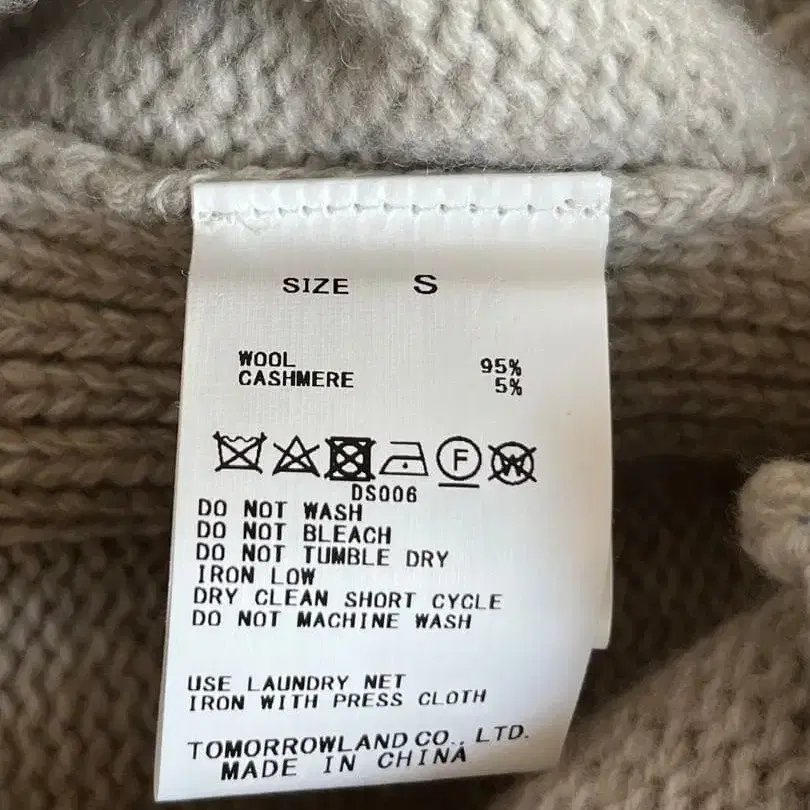 SIZE S
WOOL 95%
CASHMERE 5%
F W
DS006
DO NOT WASH
DO NOT BLEACH
DO NOT TUMBLE DRY
IRON LOW
DRY CLEAN SHORT CYCLE
DO NOT MACHINE WASH
USE LAUNDRY NET
IRON WITH PRESS CLOTH
TOMORROWLAND CO., LTD.
MADE IN CHINA